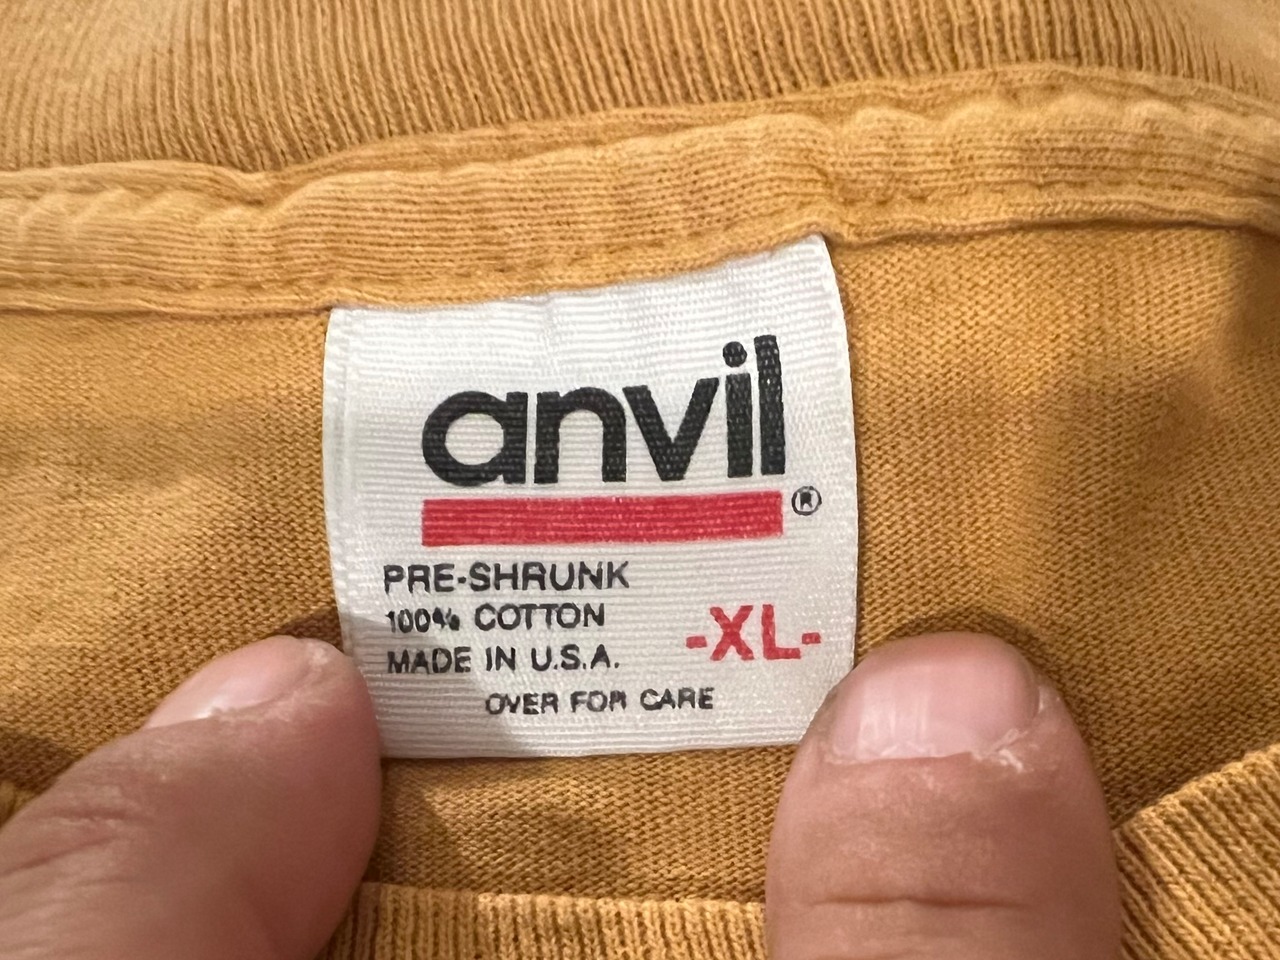 anvil
®
PRE-SHRUNK
100% COTTON
MADE IN U.S.A.
-XL-
OVER FOR CARE